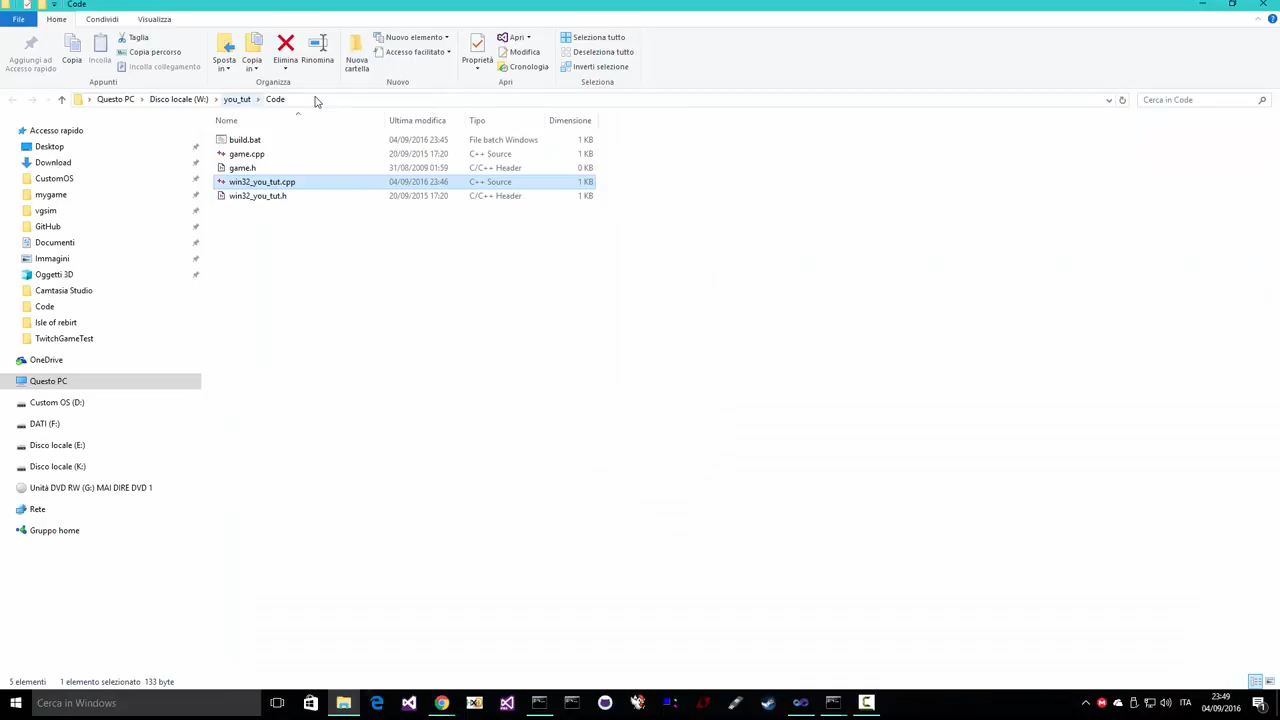 Code
File Home Condividi Visualizza
Aggiungi ad Accesso rapido
Copia
Incolla
Taglia
Copia percorso
Incolla collegamento
Appunti
Sposta in
Copia in
Elimina
Rinomina
Organizza
Nuova cartella
Nuovo elemento
Accesso facilitato
Nuovo
Proprietà
Apri
Modifica
Cronologia
Apri
Seleziona tutto
Deseleziona tutto
Inverti selezione
Seleziona
Questo PC > Disco locale (W:) > you_tut > Code
Cerca in Code
Nome Ultima modifica Tipo Dimensione
build.bat 04/09/2016 23:45 File batch Windows 1 KB
game.cpp 20/09/2015 17:20 C++ Source 1 KB
game.h 31/08/2009 01:59 C/C++ Header 0 KB
win32_you_tut.cpp 04/09/2016 23:46 C++ Source 1 KB
win32_you_tut.h 20/09/2015 17:20 C/C++ Header 1 KB
Accesso rapido
Desktop
Download
CustomOS
mygame
vgsim
GitHub
Documenti
Immagini
Oggetti 3D
Camtasia Studio
Code
Isle of rebirt
TwitchGameTest
OneDrive
Questo PC
Custom OS (D:)
DATI (F:)
Disco locale (E:)
Disco locale (K:)
Unità DVD RW (G:) MAI DIRE DVD 1
Rete
Gruppo home
5 elementi 1 elemento selezionato 133 byte
Cerca in Windows
ITA
23:49
04/09/2016